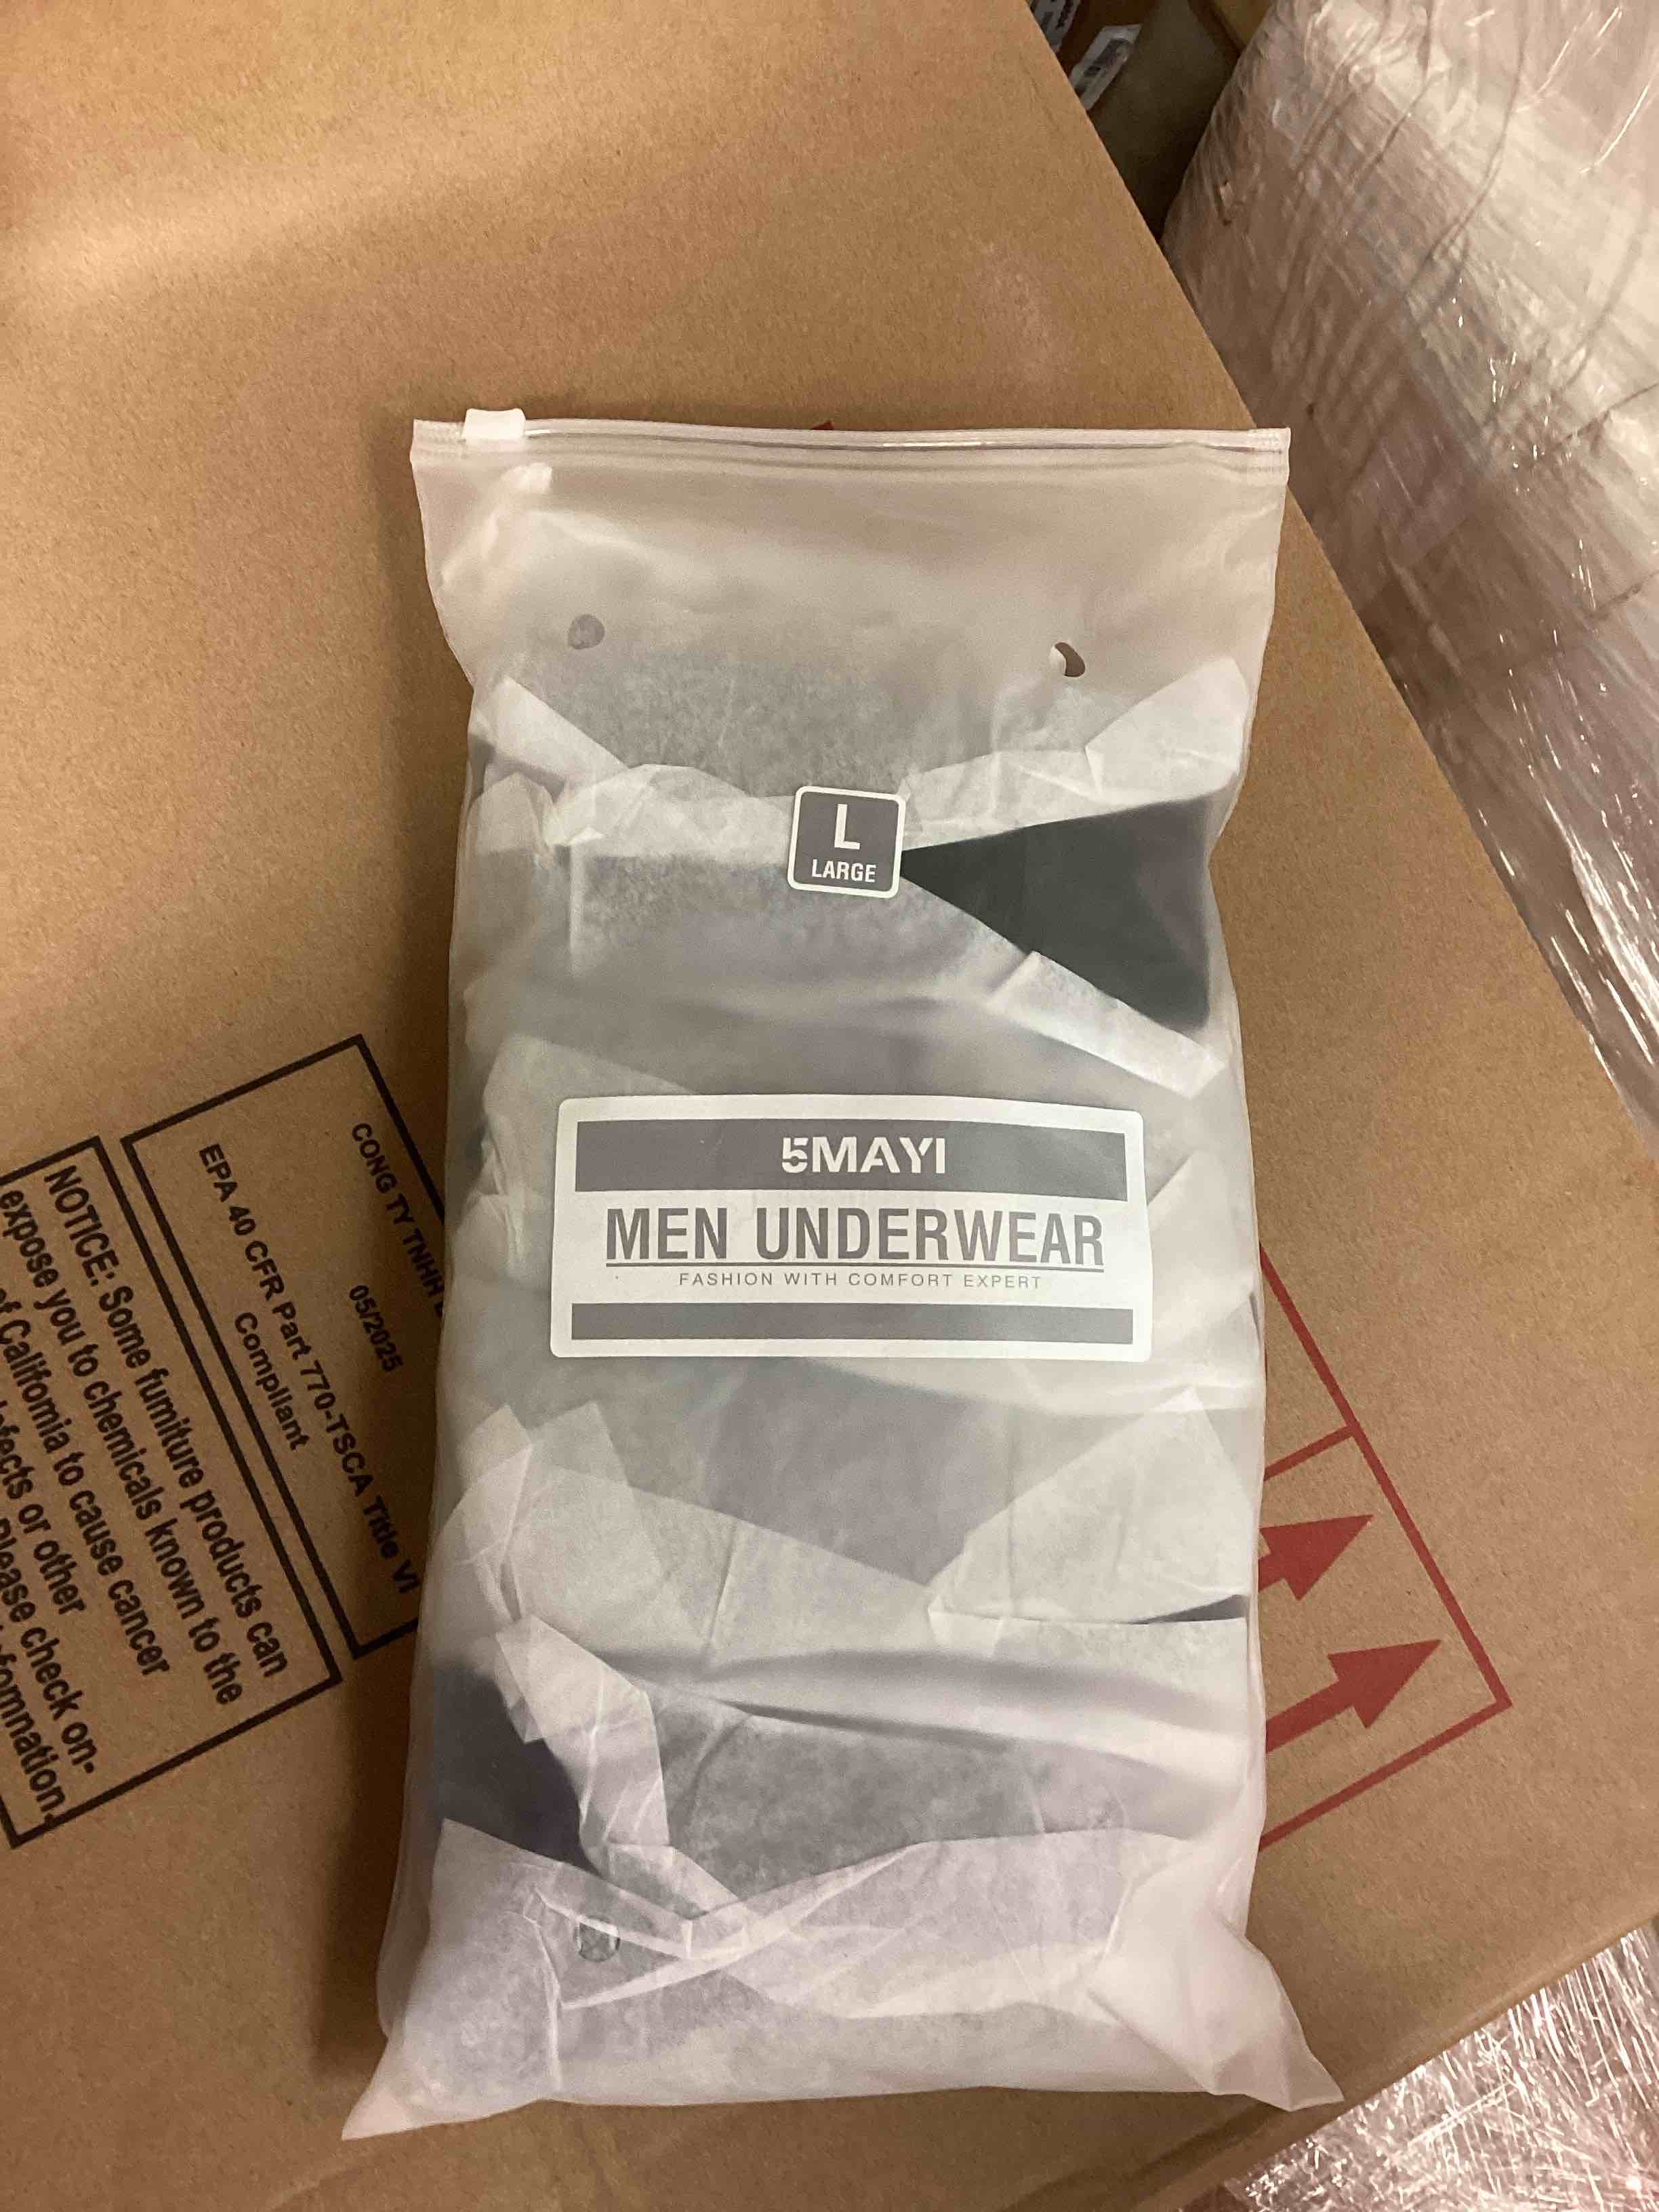 L
LARGE
5MAYI
MEN UNDERWEAR
FASHION WITH COMFORT EXPERT
CONG TY TNHH
05/2025
EPA 40 CFR Part 770-TSCA Title VI
Compliant
NOTICE: Some furniture products can
expose you to chemicals known to the
of California to cause cancer
or other
Please check on-